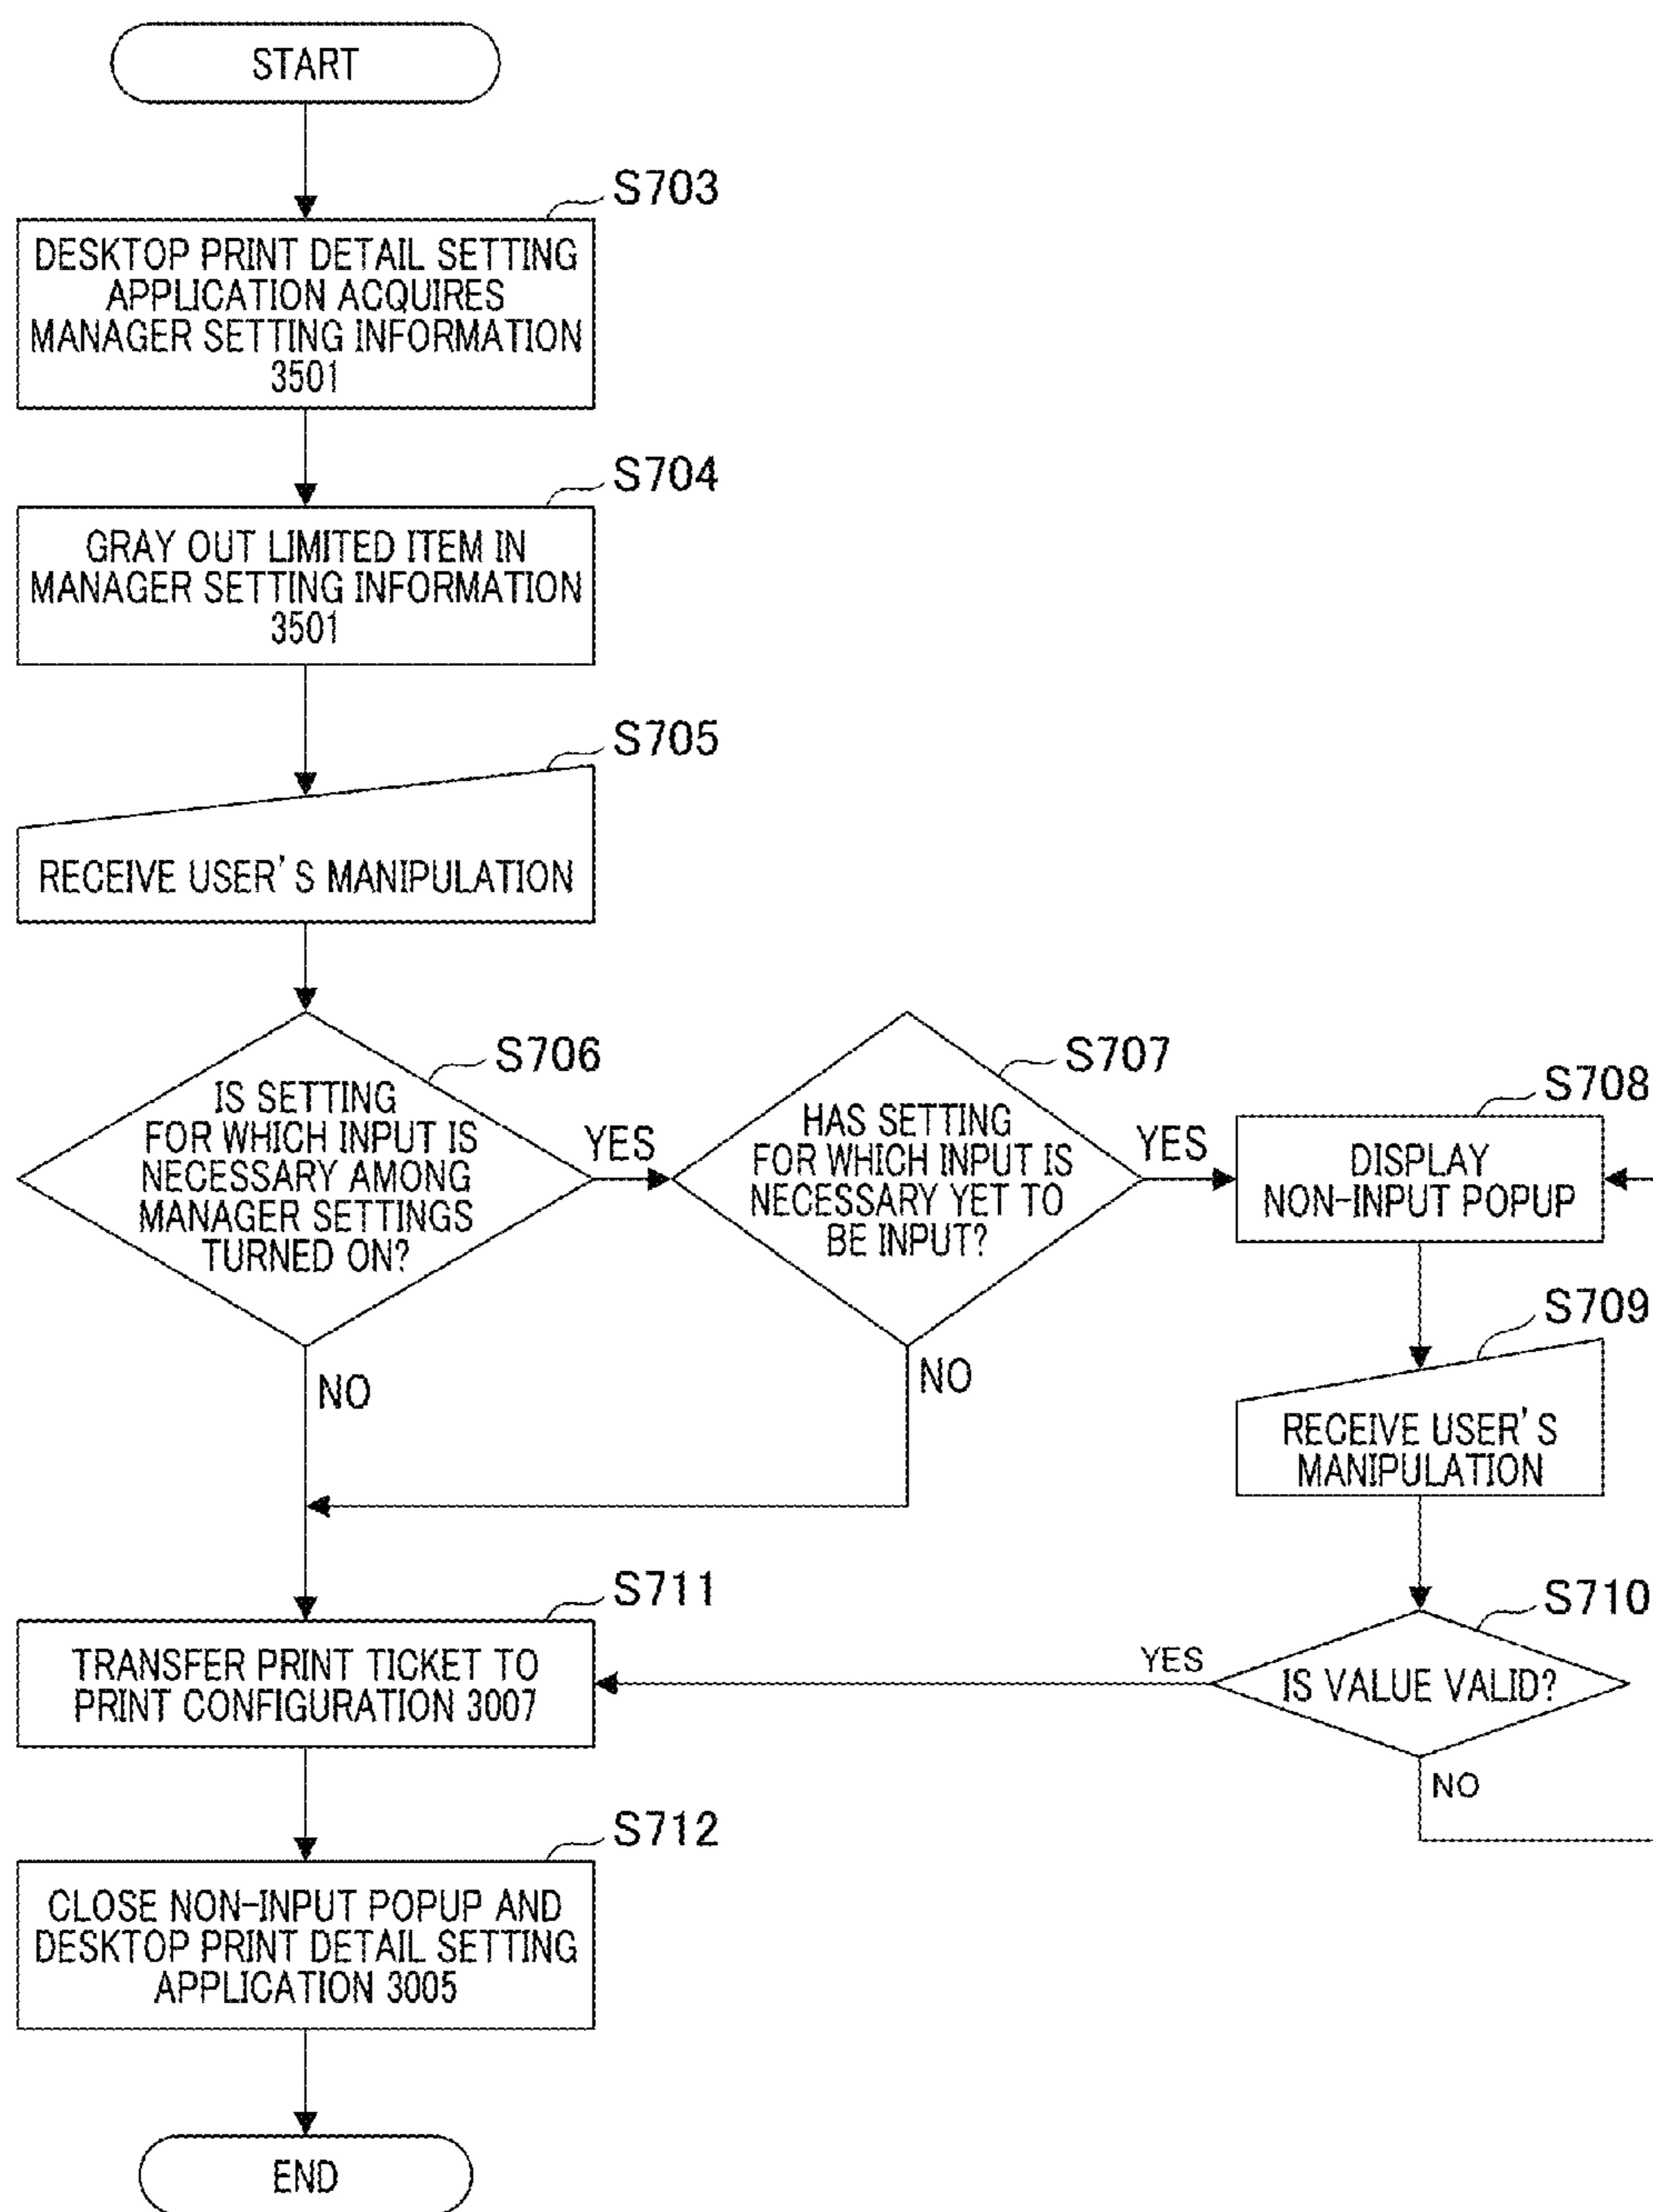 START
S703
DESKTOP PRINT DETAIL SETTING
APPLICATION ACQUIRES
MANAGER SETTING INFORMATION
3501
S704
GRAY OUT LIMITED ITEM IN
MANAGER SETTING INFORMATION
3501
S705
RECEIVE USER'S MANIPULATION
S706
IS SETTING
FOR WHICH INPUT IS
NECESSARY AMONG
MANAGER SETTINGS
TURNED ON?
YES
NO
S707
HAS SETTING
FOR WHICH INPUT IS
NECESSARY YET TO
BE INPUT?
YES
NO
S708
DISPLAY
NON-INPUT POPUP
S709
RECEIVE USER'S
MANIPULATION
S710
IS VALUE VALID?
YES
NO
S711
TRANSFER PRINT TICKET TO
PRINT CONFIGURATION 3007
S712
CLOSE NON-INPUT POPUP AND
DESKTOP PRINT DETAIL SETTING
APPLICATION 3005
END